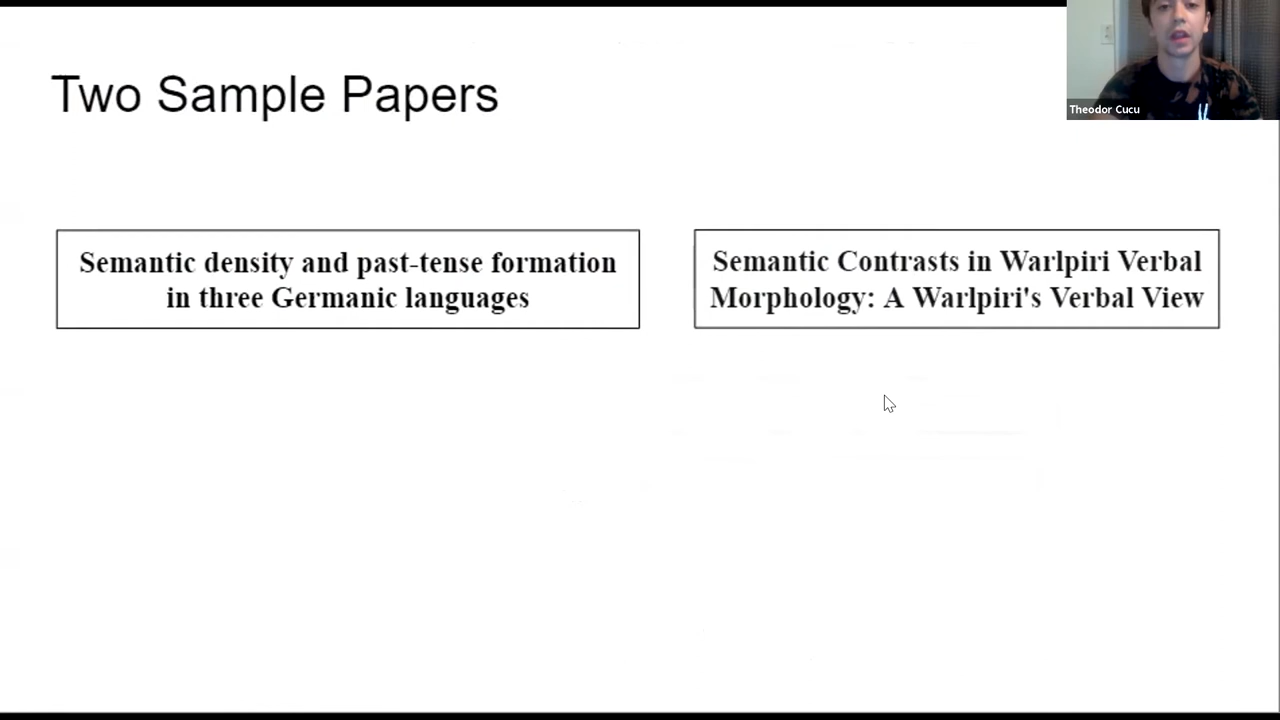 Two Sample Papers
Theodor Cucu
Semantic density and past-tense formation
in three Germanic languages
Semantic Contrasts in Warlpiri Verbal
Morphology: A Warlpiri's Verbal View